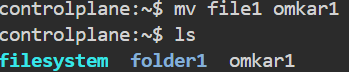 controlplane:~$ mv file1 omkar1
controlplane:~$ ls
filesystem  folder1  omkar1